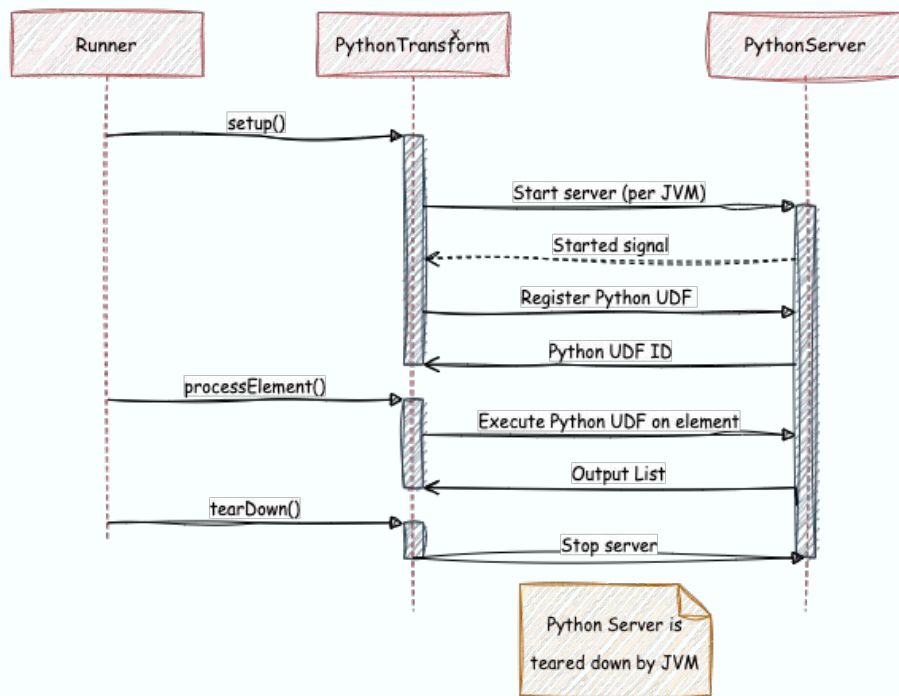 Runner
PythonTransform
x
PythonServer
setup()
Start server (per JVM)
Started signal
Register Python UDF
Python UDF ID
processElement()
Execute Python UDF on element
Output List
tearDown()
Stop server
Python Server is
teared down by JVM